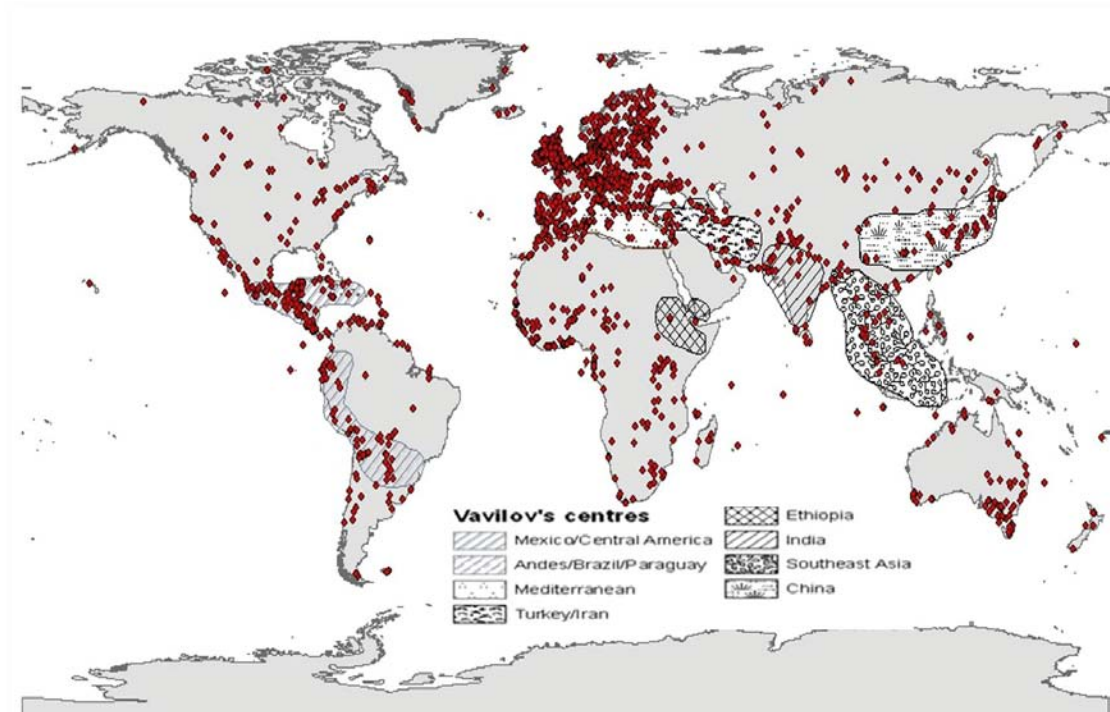 Vavilov's centres
Mexico/Central America
Andes/Brazil/Paraguay
Mediterranean
Turkey/Iran
Ethiopia
India
Southeast Asia
China